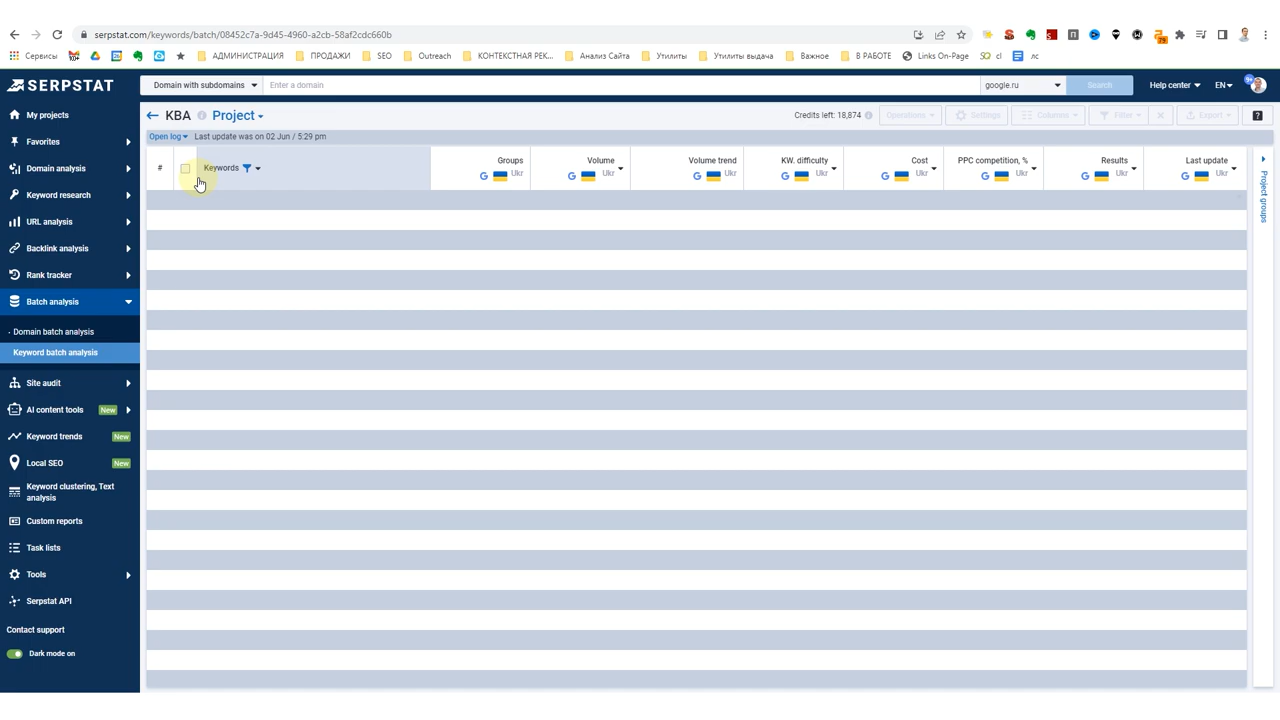 serpstat.com/keywords/batch/08452c7a-9d45-4960-a2cb-58af2cdc660b
Сервисы
АДМИНИСТРАЦИЯ
ПРОДАЖИ
SEO
Outreach
КОНТЕКСТНАЯ РЕК...
Анализ Сайта
Утилиты
Утилиты выдача
Важное
В РАБОТЕ
Links On-Page
cl
лс
SERPSTAT
Domain with subdomains
Enter a domain
google.ru
Search
Help center
EN
9+
My projects
Favorites
Domain analysis
Keyword research
URL analysis
Backlink analysis
Rank tracker
Batch analysis
Domain batch analysis
Keyword batch analysis
Site audit
AI content tools New
Keyword trends New
Local SEO New
Keyword clustering, Text
analysis
Custom reports
Task lists
Tools
Serpstat API
Contact support
Dark mode on
KBA Project
Credits left: 18,874
Operations
Settings
Columns
Filter
Export
?
Open log Last update was on 02 Jun / 5:29 pm
#
Keywords
Groups
Ukr
Volume
Ukr
Volume trend
Ukr
KW. difficulty
Ukr
Cost
Ukr
PPC competition, %
Ukr
Results
Ukr
Last update
Ukr
Project groups